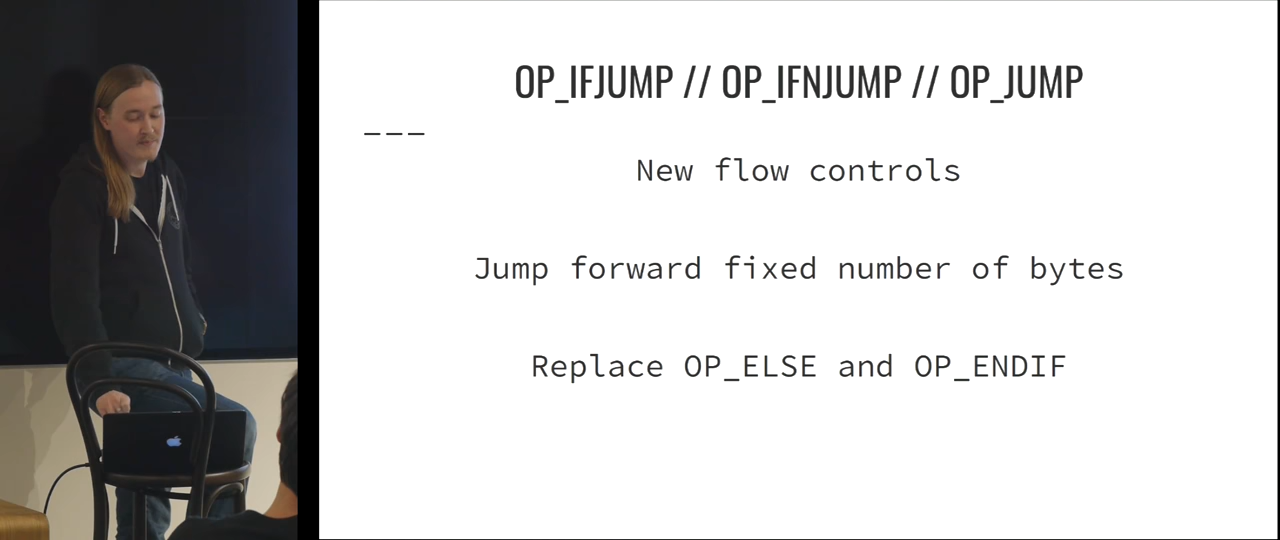 OP_IFJUMP // OP_IFNJUMP // OP_JUMP
---
New flow controls
Jump forward fixed number of bytes
Replace OP_ELSE and OP_ENDIF